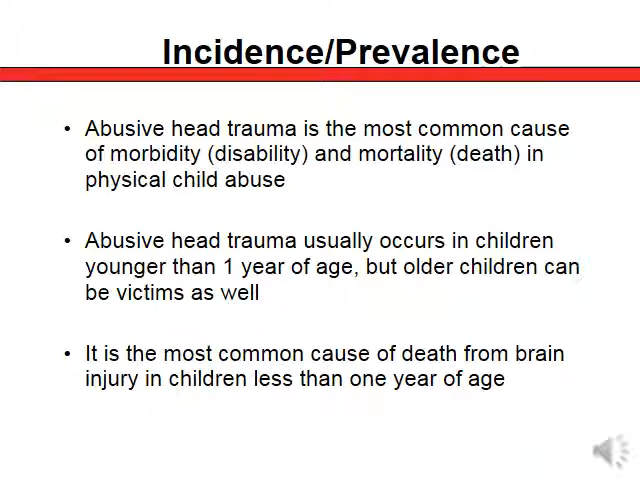 Incidence/Prevalence
• Abusive head trauma is the most common cause
of morbidity (disability) and mortality (death) in
physical child abuse
• Abusive head trauma usually occurs in children
younger than 1 year of age, but older children can
be victims as well
• It is the most common cause of death from brain
injury in children less than one year of age